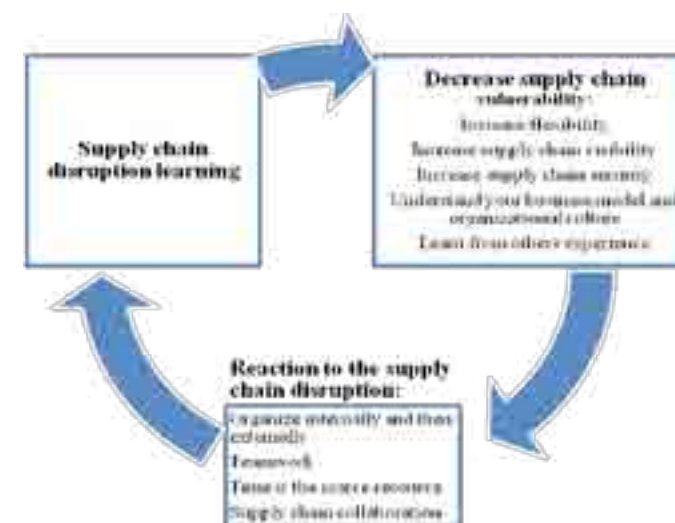 Supply chain
disruption learning
Decrease supply chain
vulnerability:
Increase flexibility
Increase supply chain visibility
Increase supply chain security
Understand your business model and
organizational culture
Learn from others experience
Reaction to the supply
chain disruption:
Organize internally and then
externally
Teamwork
Time is the scarce resource
Supply chain collaboration